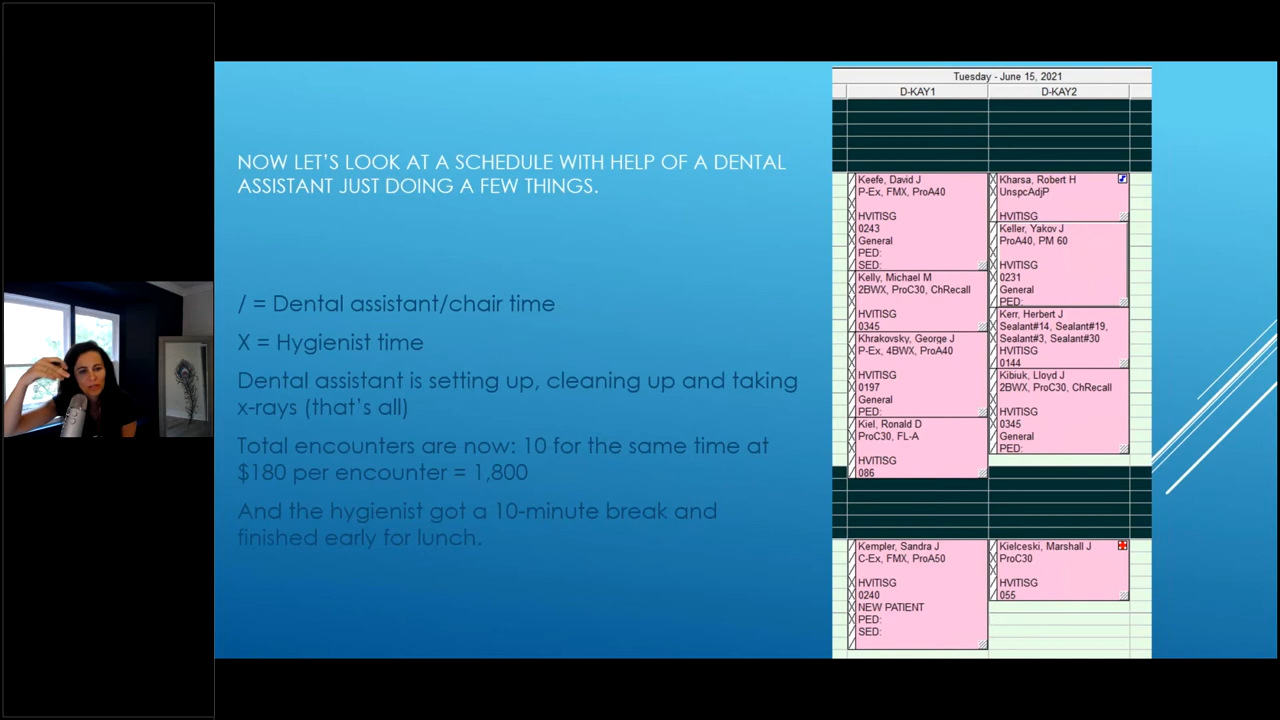 NOW LET'S LOOK AT A SCHEDULE WITH HELP OF A DENTAL
ASSISTANT JUST DOING A FEW THINGS.
/ = Dental assistant/chair time
X = Hygienist time
Dental assistant is setting up, cleaning up and taking
x-rays (that's all)
Total encounters are now: 10 for the same time at
$180 per encounter = 1,800
And the hygienist got a 10-minute break and
finished early for lunch.
Tuesday - June 15, 2021
D-KAY1
Keefe, David J
P-Ex, FMX, ProA40
HVITISG
0243
General
PED:
SED:
Kelly, Michael M
2BWX, ProC30, ChRecall
HVITISG
0345
Khrakovsky, George J
P-Ex, 4BWX, ProA40
HVITISG
0197
General
PED:
Kiel, Ronald D
ProC30, FL-A
HVITISG
086
Kempler, Sandra J
C-Ex, FMX, ProA50
HVITISG
0240
NEW PATIENT
PED:
SED:
D-KAY2
Kharsa, Robert H
UnspcAdjP
HVITISG
Keller, Yakov J
ProA40, PM 60
HVITISG
0231
General
PED:
Kerr, Herbert J
Sealant#14, Sealant#19,
Sealant#3, Sealant#30
HVITISG
0144
Kibiuk, Lloyd J
2BWX, ProC30, ChRecall
HVITISG
0345
General
PED:
Kielceski, Marshall J
ProC30
HVITISG
055